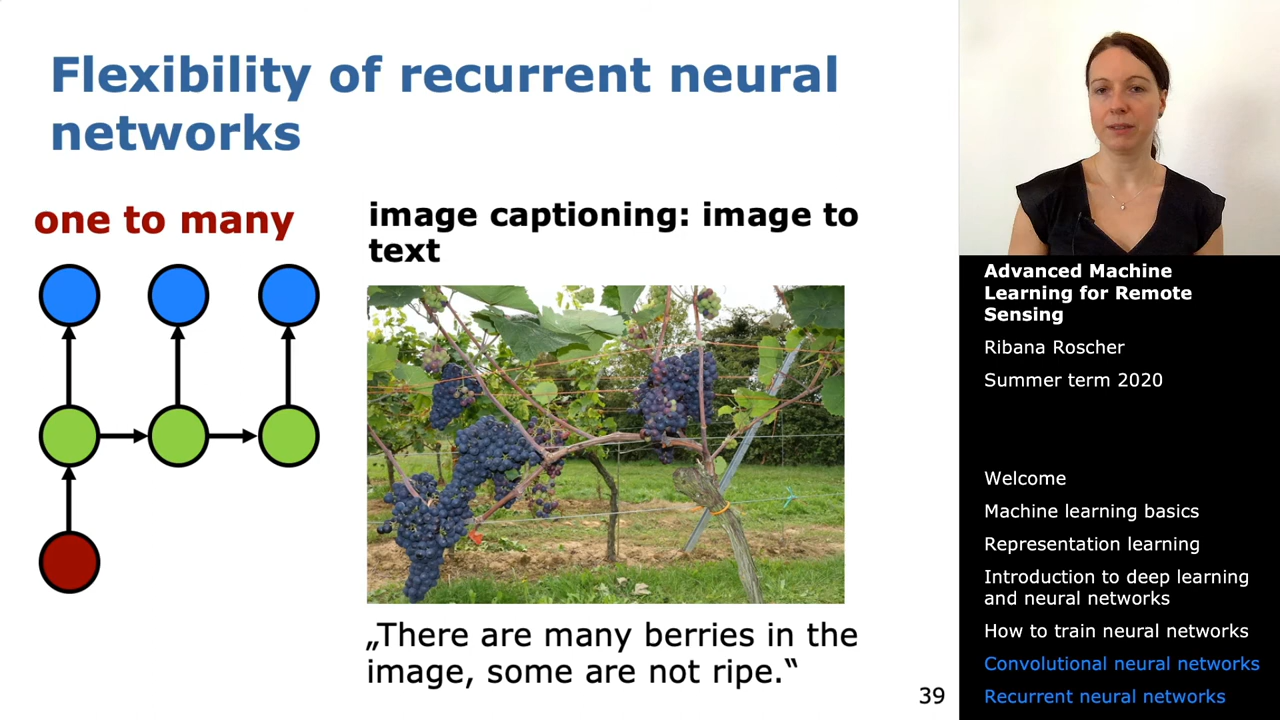 Flexibility of recurrent neural
networks
one to many
image captioning: image to
text
„There are many berries in the
image, some are not ripe.“
39
Advanced Machine
Learning for Remote
Sensing
Ribana Roscher
Summer term 2020
Welcome
Machine learning basics
Representation learning
Introduction to deep learning
and neural networks
How to train neural networks
Convolutional neural networks
Recurrent neural networks